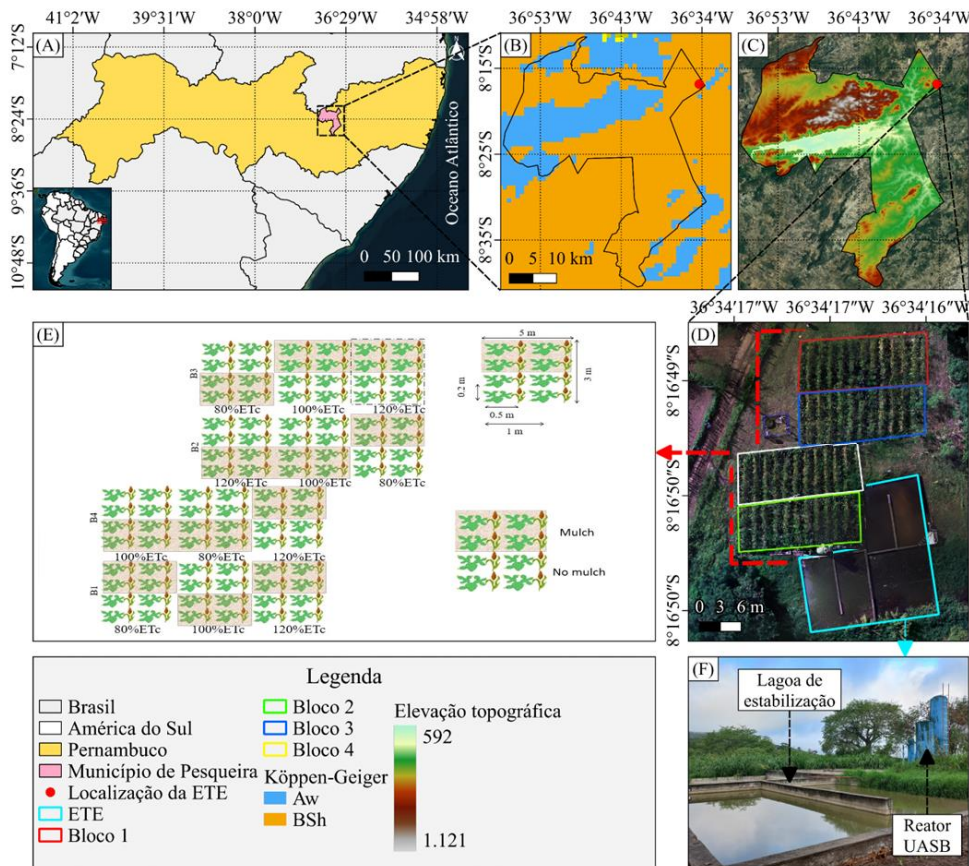 41°2'W 39°31'W 38°0'W 36°29'W 34°58'W
36°53'W 36°43'W 36°34'W
36°53'W 36°43'W 36°34'W
(A)
7°12'S
8°24'S
9°36'S
10°48'S
Oceano Atlântico
0 50 100 km
(B)
8°15'S
8°25'S
8°35'S
0 5 10 km
(C)
36°34'17"W 36°34'17"W 36°34'16"W
(D)
8°16'49"S
8°16'50"S
8°16'50"S
0 3 6 m
(E)
B3
80%ETc 100%ETc 120%ETc
B2
120%ETc 100%ETc 80%ETc
B4
100%ETc 80%ETc 120%ETc
B1
80%ETc 100%ETc 120%ETc
5 m
3 m
0.2 m
0.5 m
1 m
Mulch
No mulch
Legenda
Brasil
América do Sul
Pernambuco
Município de Pesqueira
Localização da ETE
ETE
Bloco 1
Bloco 2
Bloco 3
Bloco 4
Köppen-Geiger
Aw
BSh
Elevação topográfica
592
1.121
(F)
Lagoa de
estabilização
Reator
UASB